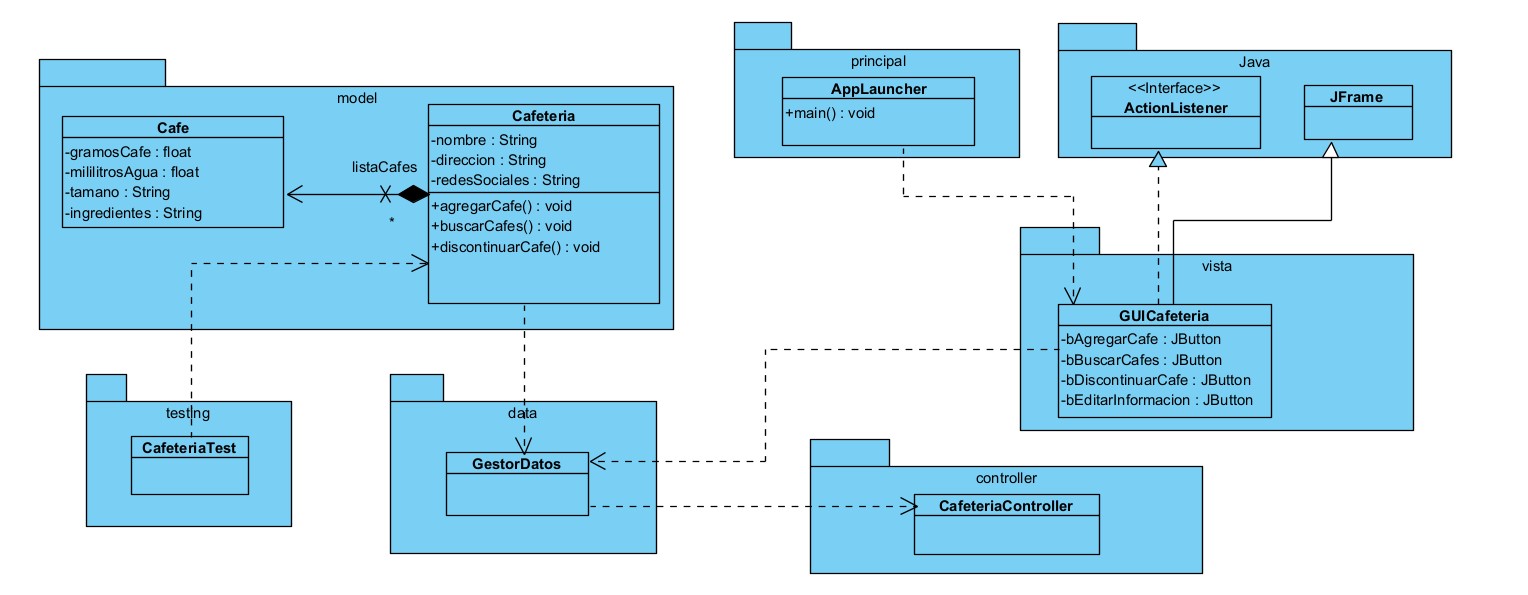 model
Cafe
-gramosCafe : float
-mililitrosAgua : float
-tamano : String
-ingredientes : String
listaCafes
*
Cafeteria
-nombre : String
-direccion : String
-redesSociales : String
+agregarCafe() : void
+buscarCafes() : void
+discontinuarCafe() : void
principal
AppLauncher
+main() : void
Java
<<Interface>>
ActionListener
JFrame
vista
GUICafeteria
-bAgregarCafe : JButton
-bBuscarCafes : JButton
-bDiscontinuarCafe : JButton
-bEditarInformacion : JButton
testing
CafeteriaTest
data
GestorDatos
controller
CafeteriaController